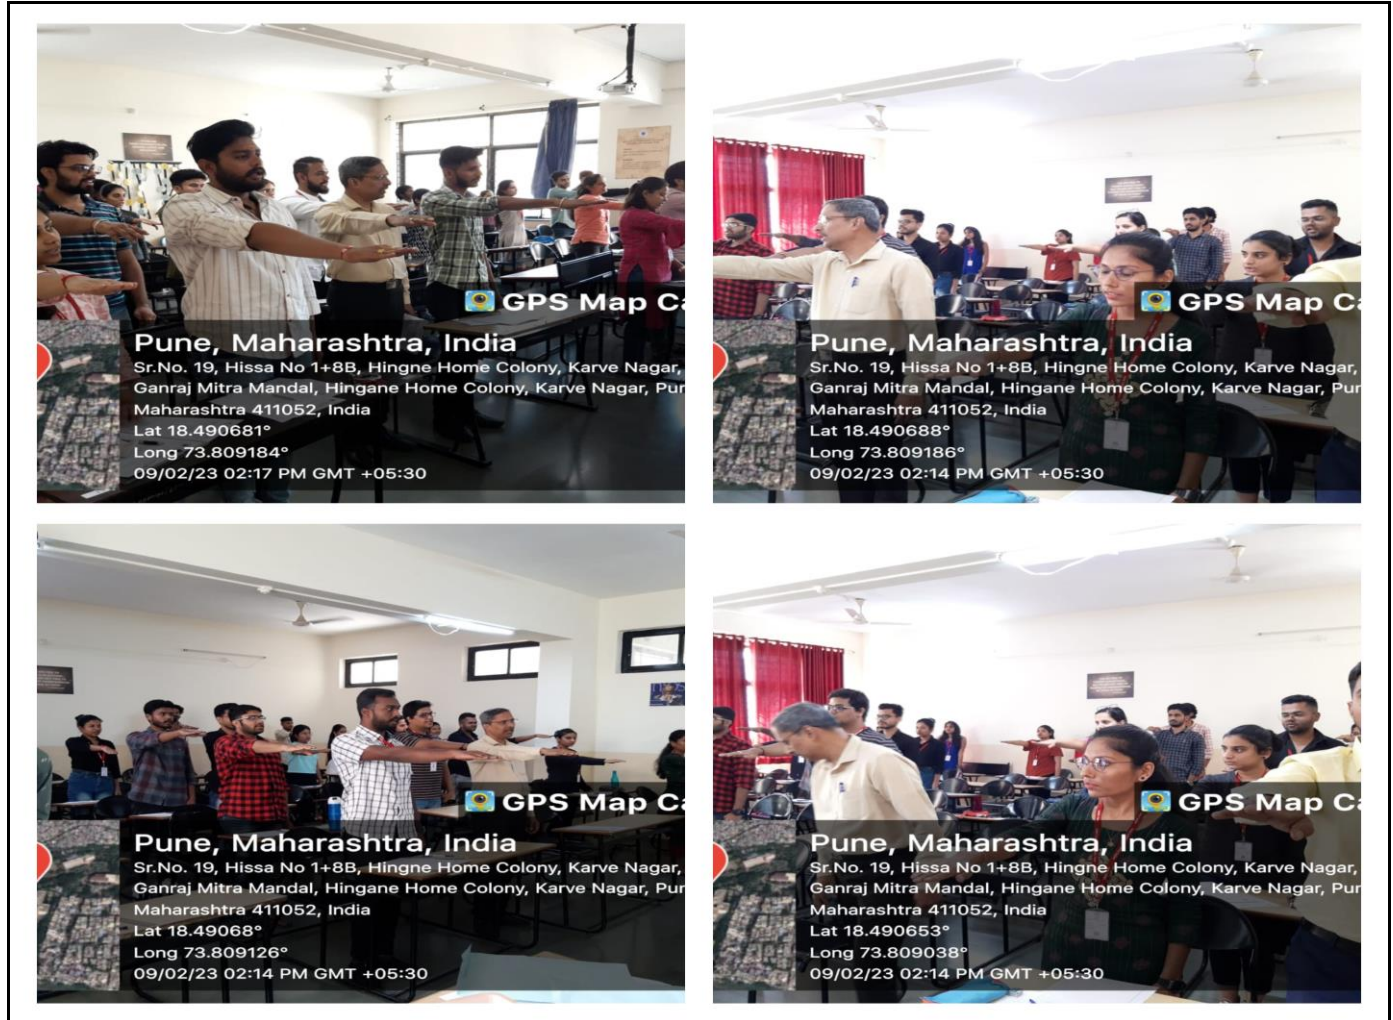 GPS Map Ca
Pune, Maharashtra, India
Sr.No. 19, Hissa No 1+8B, Hingne Home Colony, Karve Nagar,
Ganraj Mitra Mandal, Hingane Home Colony, Karve Nagar, Pur
Maharashtra 411052, India
Lat 18.490681°
Long 73.809184°
09/02/23 02:17 PM GMT +05:30
GPS Map Ca
Pune, Maharashtra, India
Sr.No. 19, Hissa No 1+8B, Hingne Home Colony, Karve Nagar,
Ganraj Mitra Mandal, Hingane Home Colony, Karve Nagar, Pur
Maharashtra 411052, India
Lat 18.490688°
Long 73.809186°
09/02/23 02:14 PM GMT +05:30
GPS Map Ca
Pune, Maharashtra, India
Sr.No. 19, Hissa No 1+8B, Hingne Home Colony, Karve Nagar,
Ganraj Mitra Mandal, Hingane Home Colony, Karve Nagar, Pur
Maharashtra 411052, India
Lat 18.49068°
Long 73.809126°
09/02/23 02:14 PM GMT +05:30
GPS Map Ca
Pune, Maharashtra, India
Sr.No. 19, Hissa No 1+8B, Hingne Home Colony, Karve Nagar,
Ganraj Mitra Mandal, Hingane Home Colony, Karve Nagar, Pur
Maharashtra 411052, India
Lat 18.490653°
Long 73.809038°
09/02/23 02:14 PM GMT +05:30